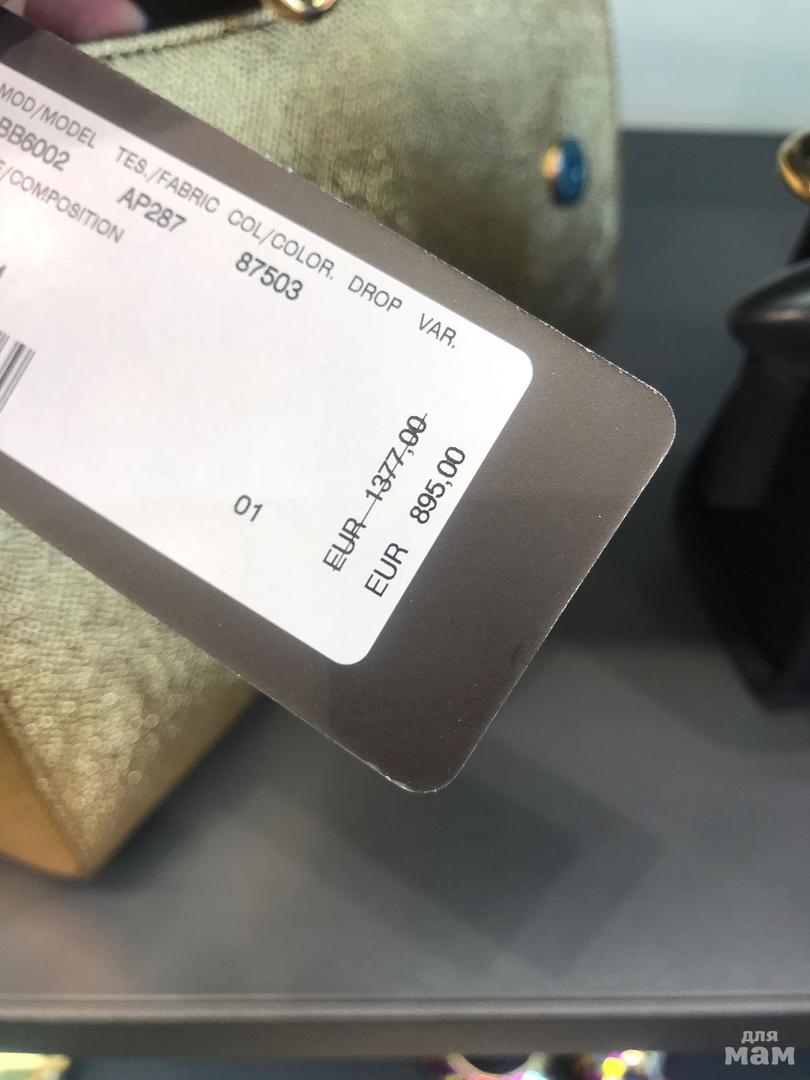 MOD/MODEL TES./FABRIC COL/COLOR. DROP VAR.
BB6002 AP287 87503
/COMPOSITION
01
EUR 1377,00
EUR 895,00
для
мам